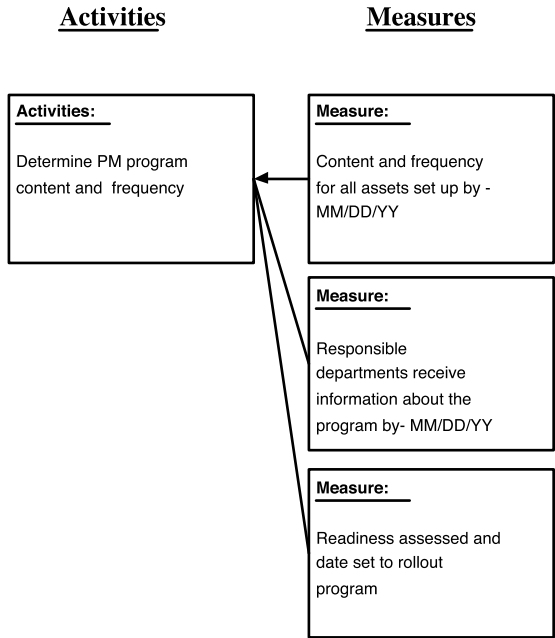 Activities
Measures
Activities:
Determine PM program
content and frequency
Measure:
Content and frequency
for all assets set up by -
MM/DD/YY
Measure:
Responsible
departments receive
information about the
program by- MM/DD/YY
Measure:
Readiness assessed and
date set to rollout
program